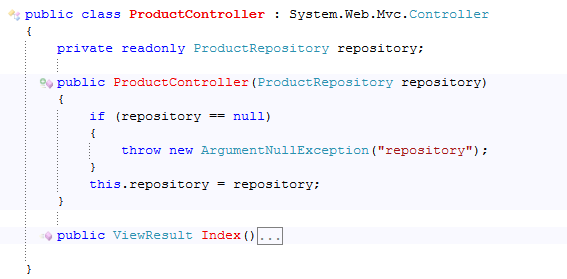 public class ProductController : System.Web.Mvc.Controller
{
    private readonly ProductRepository repository;
    public ProductController(ProductRepository repository)
    {
        if (repository == null)
        {
            throw new ArgumentNullException("repository");
        }
        this.repository = repository;
    }
    public ViewResult Index()...
}